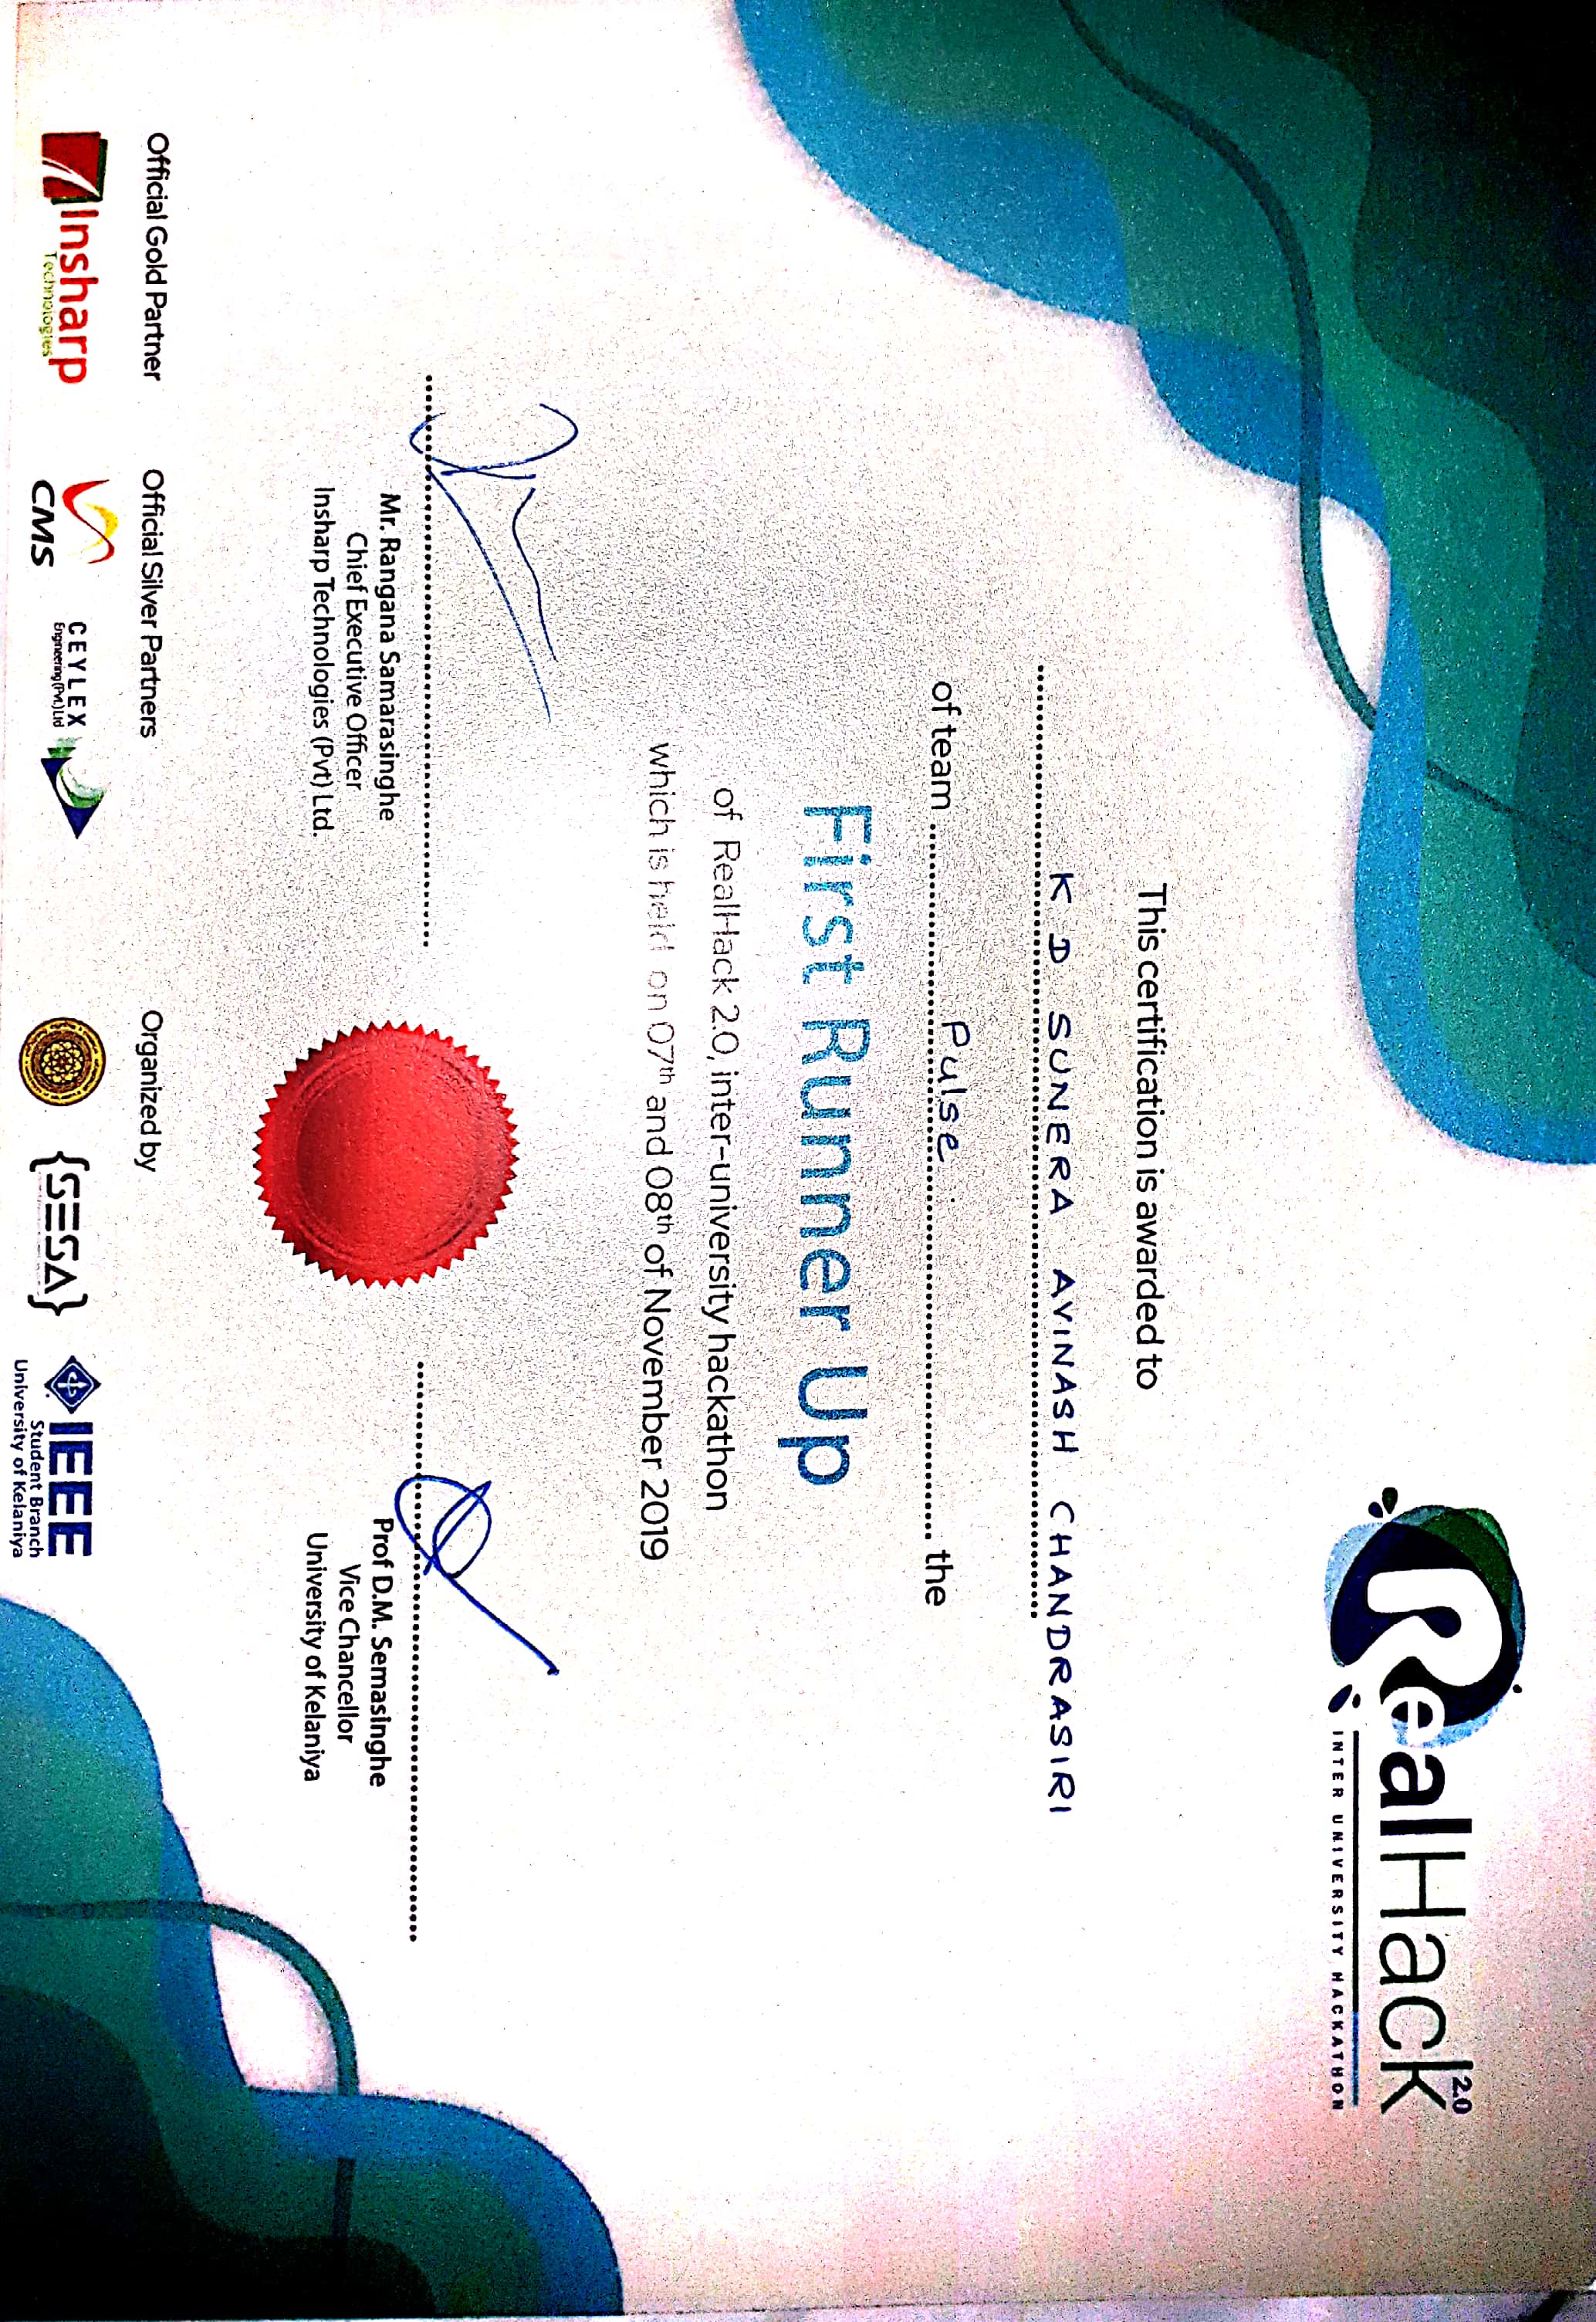 RealHack 2.0
INTER UNIVERSITY HACKATHON
This certification is awarded to
K D SUNERA AVINASH CHANDRASIRI
of team Pulse. the
First Runner Up
of RealHack 2.0, inter-university hackathon
which is held on 07th and 08th of November 2019
Mr. Rangana Samarasinghe
Chief Executive Officer
Insharp Technologies (Pvt) Ltd.
Prof D.M. Semasinghe
Vice Chancellor
University of Kelaniya
Official Gold Partner
Insharp
Technologies
Official Silver Partners
CMS
CEYLEX
Engineering (Pvt.) Ltd
Organized by
{SESA}
IEEE
Student Branch
University of Kelaniya